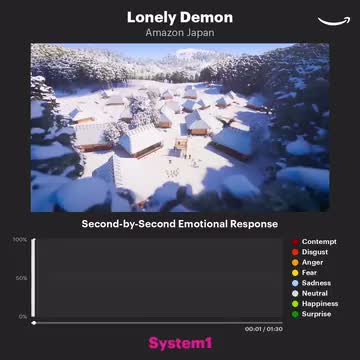 Lonely Demon
Amazon Japan
Second-by-Second Emotional Response
100%
50%
0%
Contempt
Disgust
Anger
Fear
Sadness
Neutral
Happiness
Surprise
00:01 / 01:30
System1